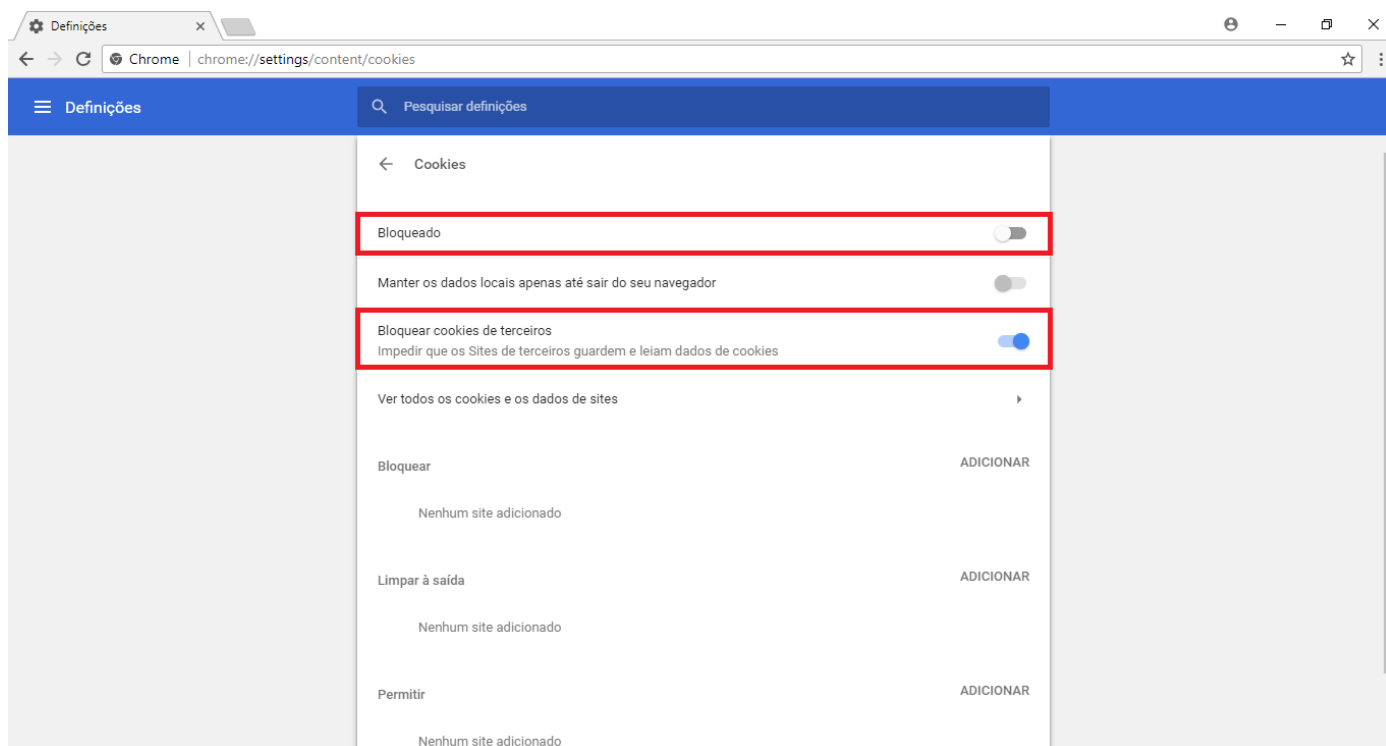 Definições
Chrome | chrome://settings/content/cookies
Definições
Pesquisar definições
Cookies
Bloqueado
Manter os dados locais apenas até sair do seu navegador
Bloquear cookies de terceiros
Impedir que os Sites de terceiros guardem e leiam dados de cookies
Ver todos os cookies e os dados de sites
Bloquear ADICIONAR
Nenhum site adicionado
Limpar à saída ADICIONAR
Nenhum site adicionado
Permitir ADICIONAR
Nenhum site adicionado